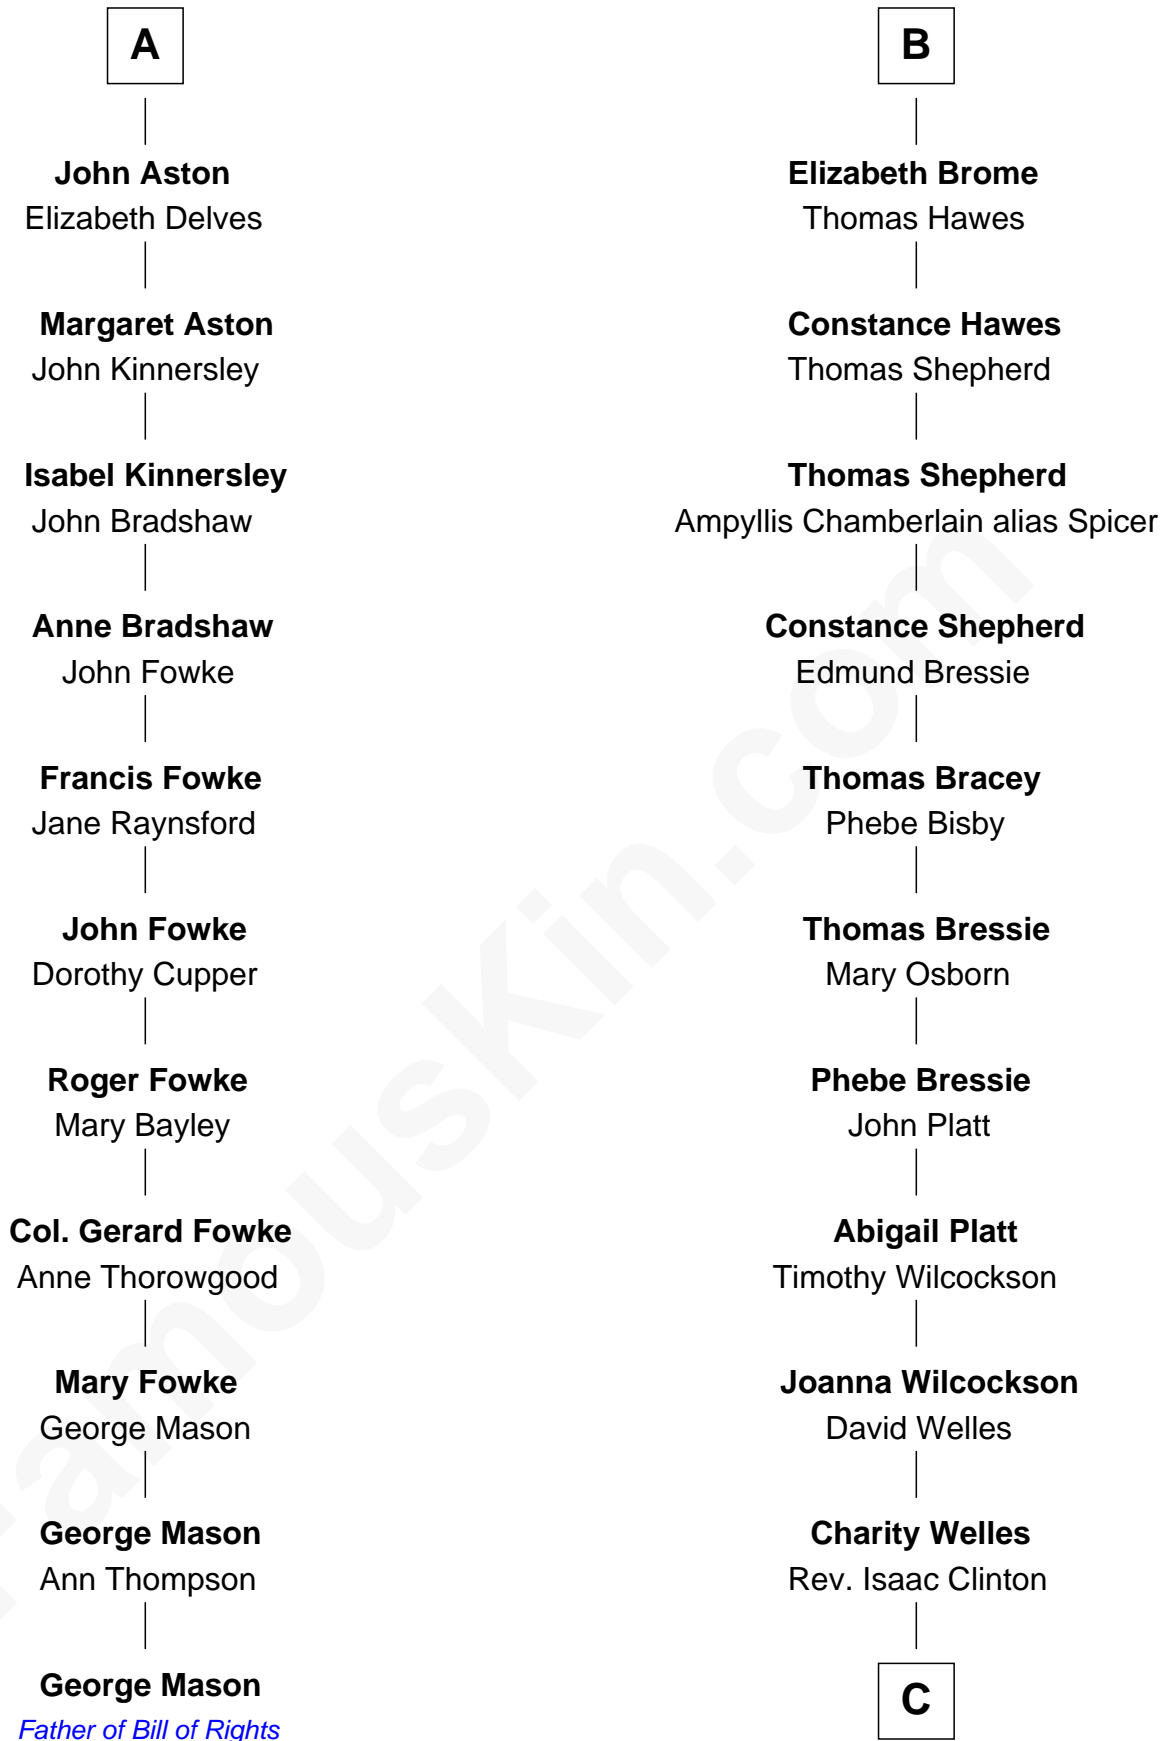 A
John Aston
Elizabeth Delves
Margaret Aston
John Kinnersley
Isabel Kinnersley
John Bradshaw
Anne Bradshaw
John Fowke
Francis Fowke
Jane Raynsford
John Fowke
Dorothy Cupper
Roger Fowke
Mary Bayley
Col. Gerard Fowke
Anne Thorowgood
Mary Fowke
George Mason
George Mason
Ann Thompson
George Mason
Father of Bill of Rights
B
Elizabeth Brome
Thomas Hawes
Constance Hawes
Thomas Shepherd
Thomas Shepherd
Ampyllis Chamberlain alias Spicer
Constance Shepherd
Edmund Bressie
Thomas Bracey
Phebe Bisby
Thomas Bressie
Mary Osborn
Phebe Bressie
John Platt
Abigail Platt
Timothy Wilcockson
Joanna Wilcockson
David Welles
Charity Welles
Rev. Isaac Clinton
C
FamousKin.com